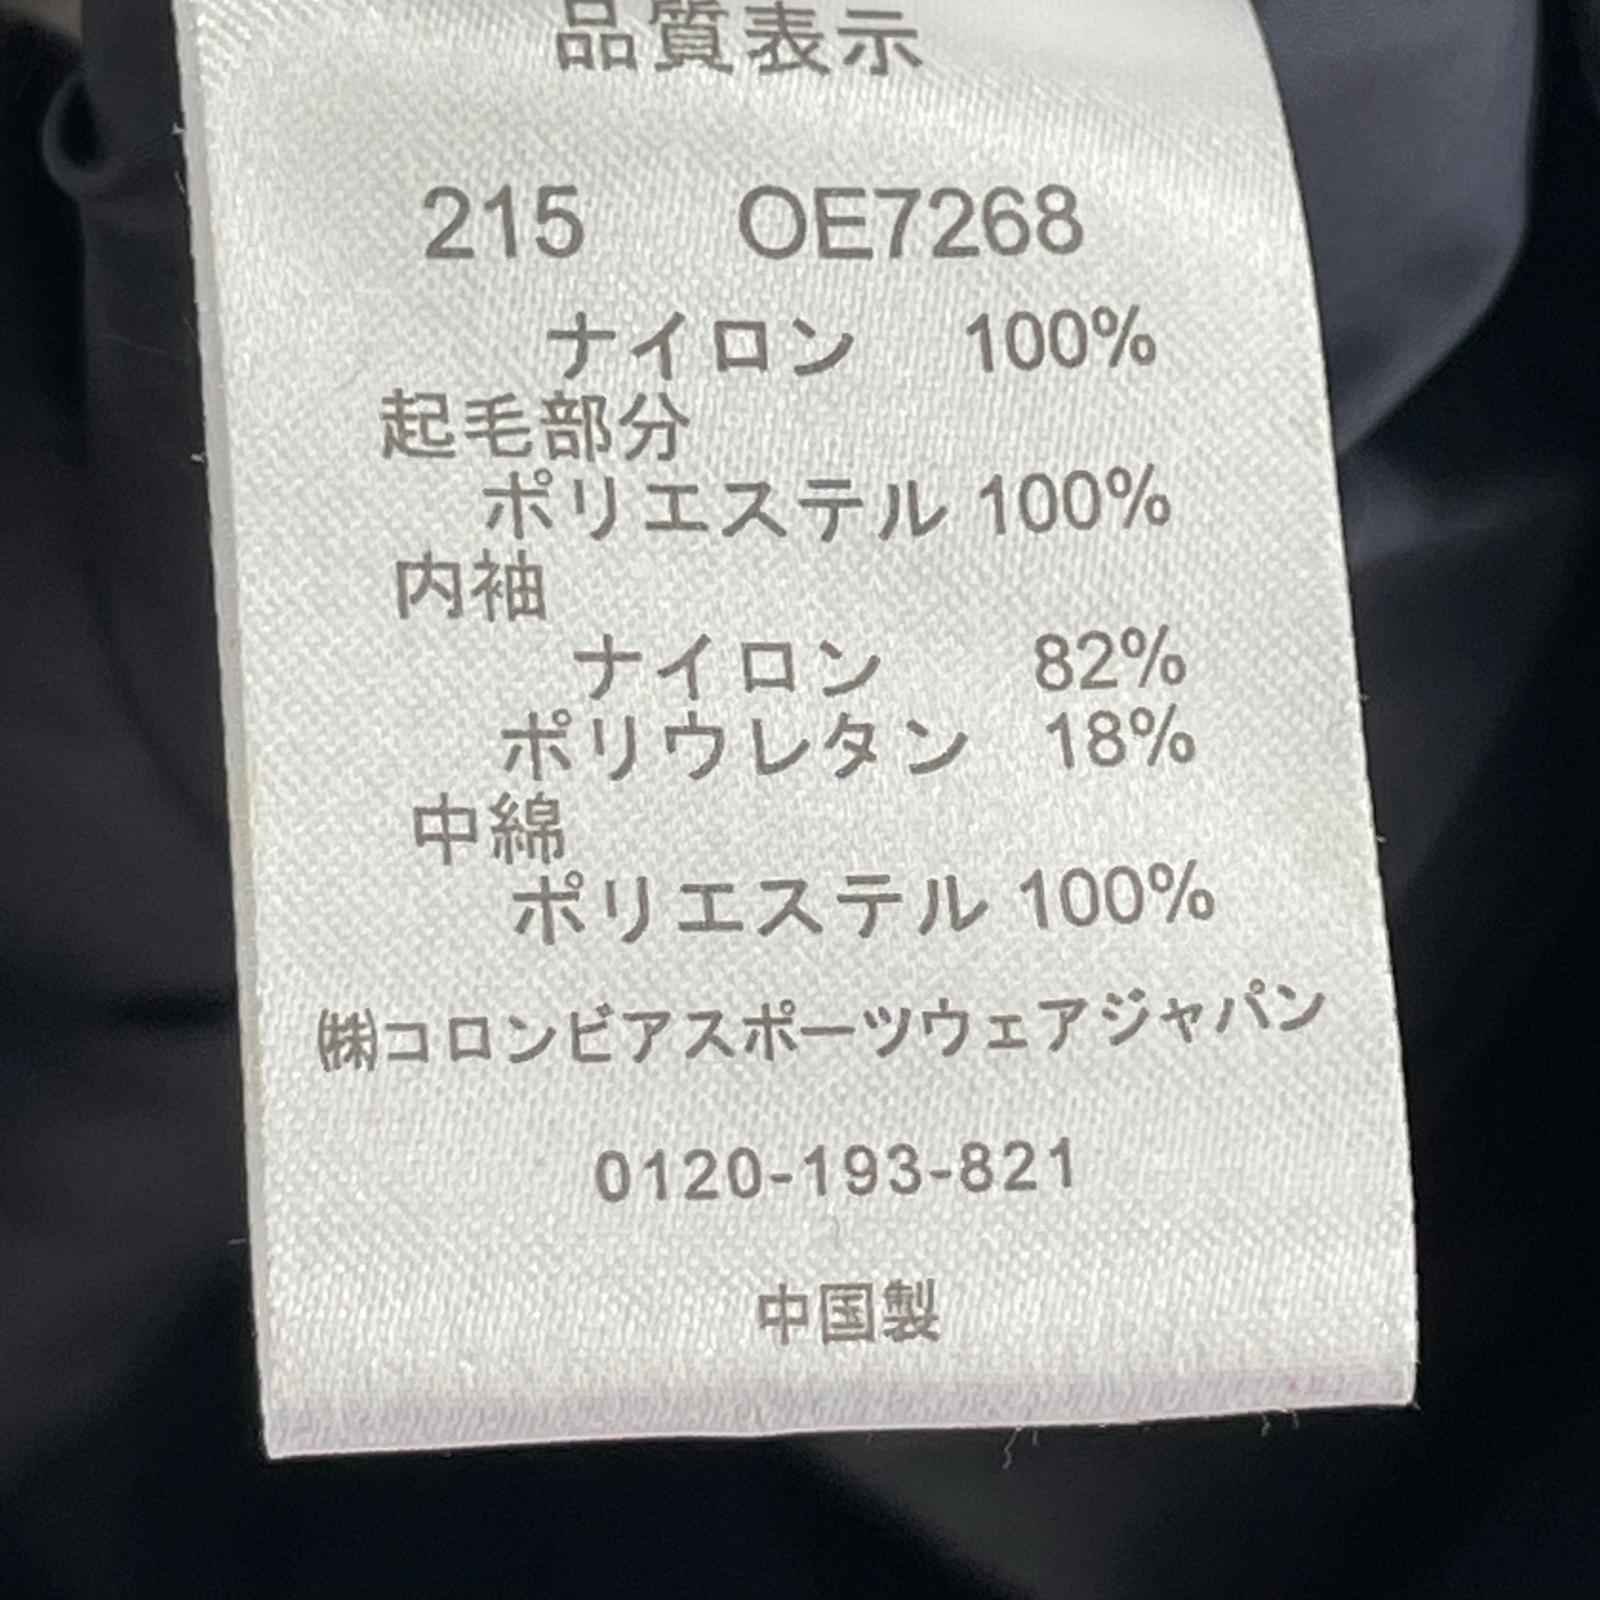 品質表示
215 OE7268
ナイロン 100%
起毛部分
ポリエステル 100%
内袖
ナイロン 82%
ポリウレタン 18%
中綿
ポリエステル 100%
㈱コロンビアスポーツウェアジャパン
0120-193-821
中国製